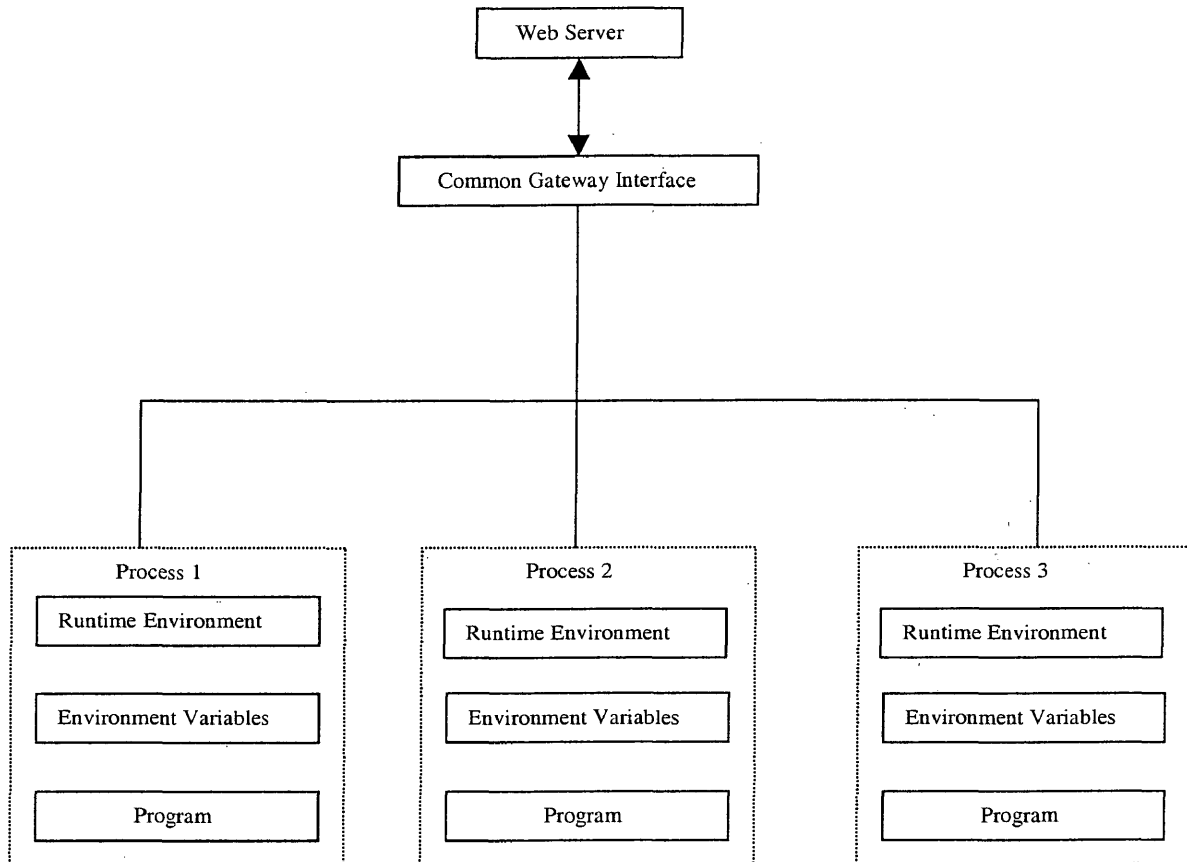 Web Server
Common Gateway Interface
Process 1
Runtime Environment
Environment Variables
Program
Process 2
Runtime Environment
Environment Variables
Program
Process 3
Runtime Environment
Environment Variables
Program